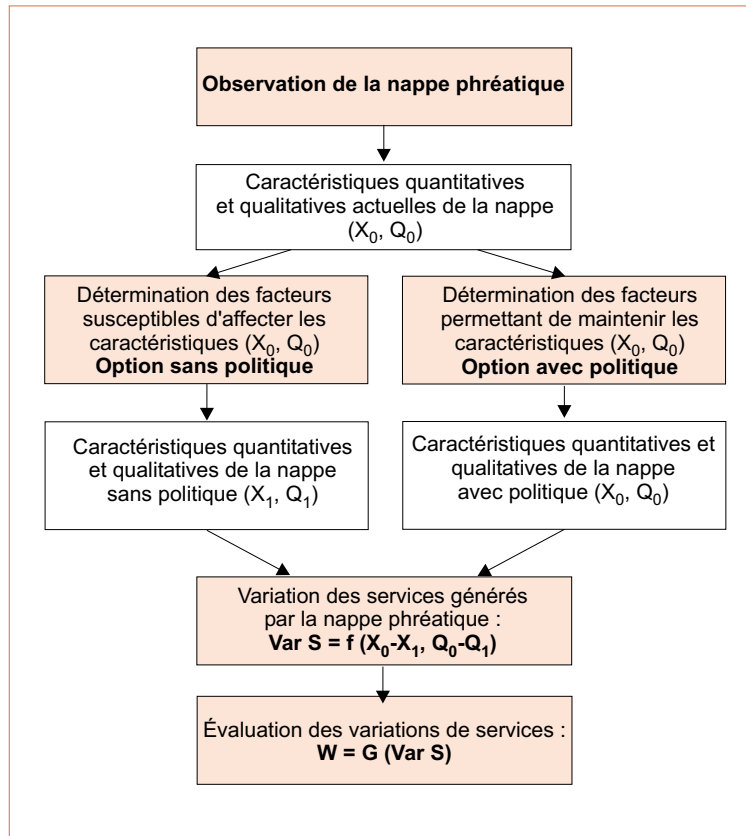 Observation de la nappe phréatique
Caractéristiques quantitatives
et qualitatives actuelles de la nappe
(X₀, Q₀)
Détermination des facteurs
susceptibles d'affecter les
caractéristiques (X₀, Q₀)
Option sans politique
Détermination des facteurs
permettant de maintenir les
caractéristiques (X₀, Q₀)
Option avec politique
Caractéristiques quantitatives
et qualitatives de la nappe
sans politique (X₁, Q₁)
Caractéristiques quantitatives et
qualitatives de la nappe
avec politique (X₀, Q₀)
Variation des services générés
par la nappe phréatique :
Var S = f (X₀-X₁, Q₀-Q₁)
Évaluation des variations de services :
W = G (Var S)